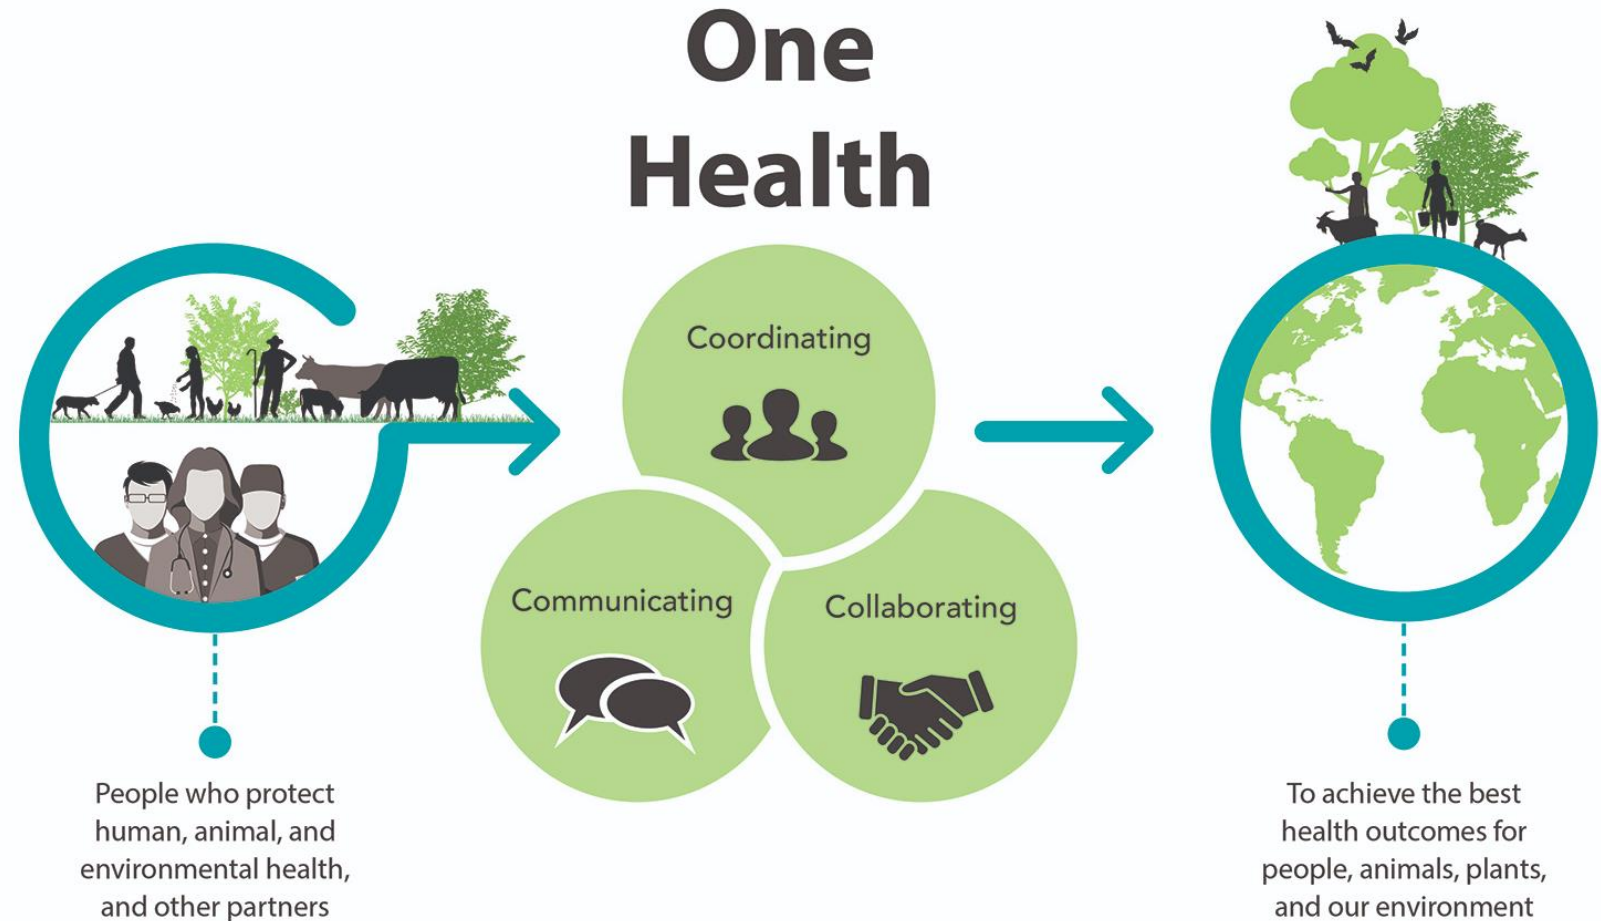 One
Health
Coordinating
Communicating
Collaborating
People who protect
human, animal, and
environmental health,
and other partners
To achieve the best
health outcomes for
people, animals, plants,
and our environment